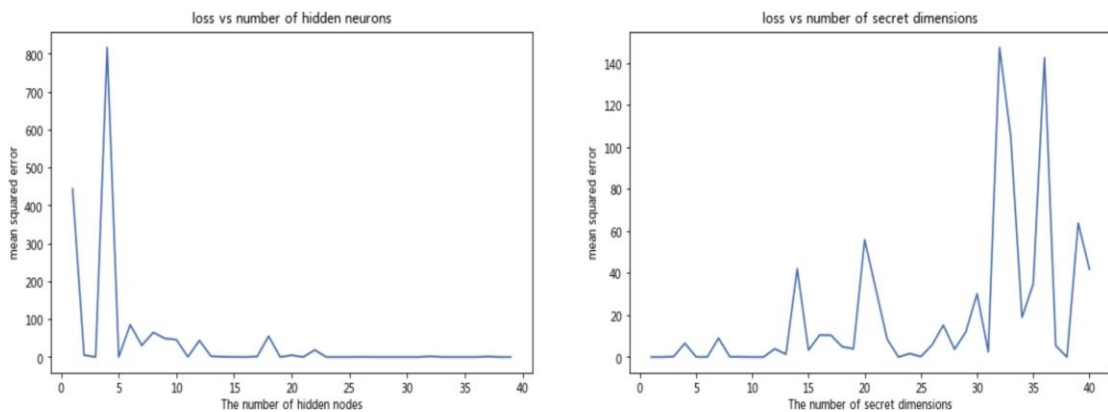 loss vs number of hidden neurons
800
700
600
500
400
300
200
100
0
mean squared error
0 5 10 15 20 25 30 35 40
The number of hidden nodes
loss vs number of secret dimensions
140
120
100
80
60
40
20
0
mean squared error
0 5 10 15 20 25 30 35 40
The number of secret dimensions